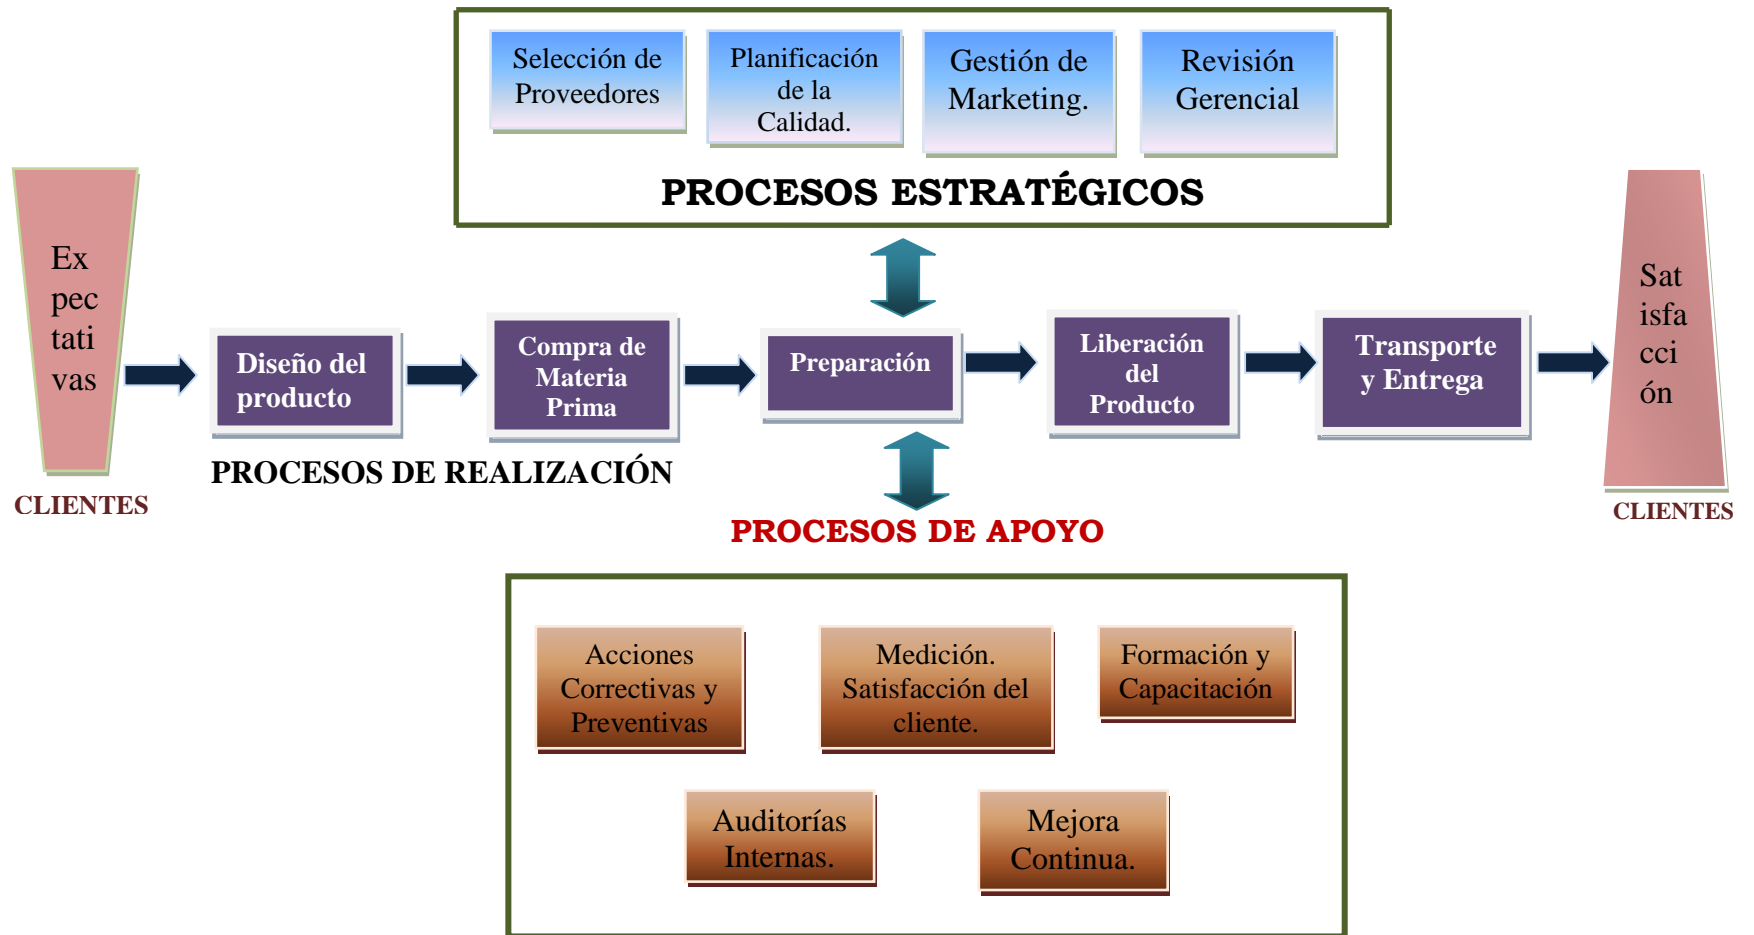 Selección de
Proveedores
Planificación
de la
Calidad.
Gestión de
Marketing.
Revisión
Gerencial
PROCESOS ESTRATÉGICOS
Ex
pec
tati
vas
CLIENTES
Diseño del
producto
Compra de
Materia
Prima
Preparación
Liberación
del
Producto
Transporte
y Entrega
Sat
isfa
cci
ón
CLIENTES
PROCESOS DE REALIZACIÓN
PROCESOS DE APOYO
Acciones
Correctivas y
Preventivas
Medición.
Satisfacción del
cliente.
Formación y
Capacitación
Auditorías
Internas.
Mejora
Continua.